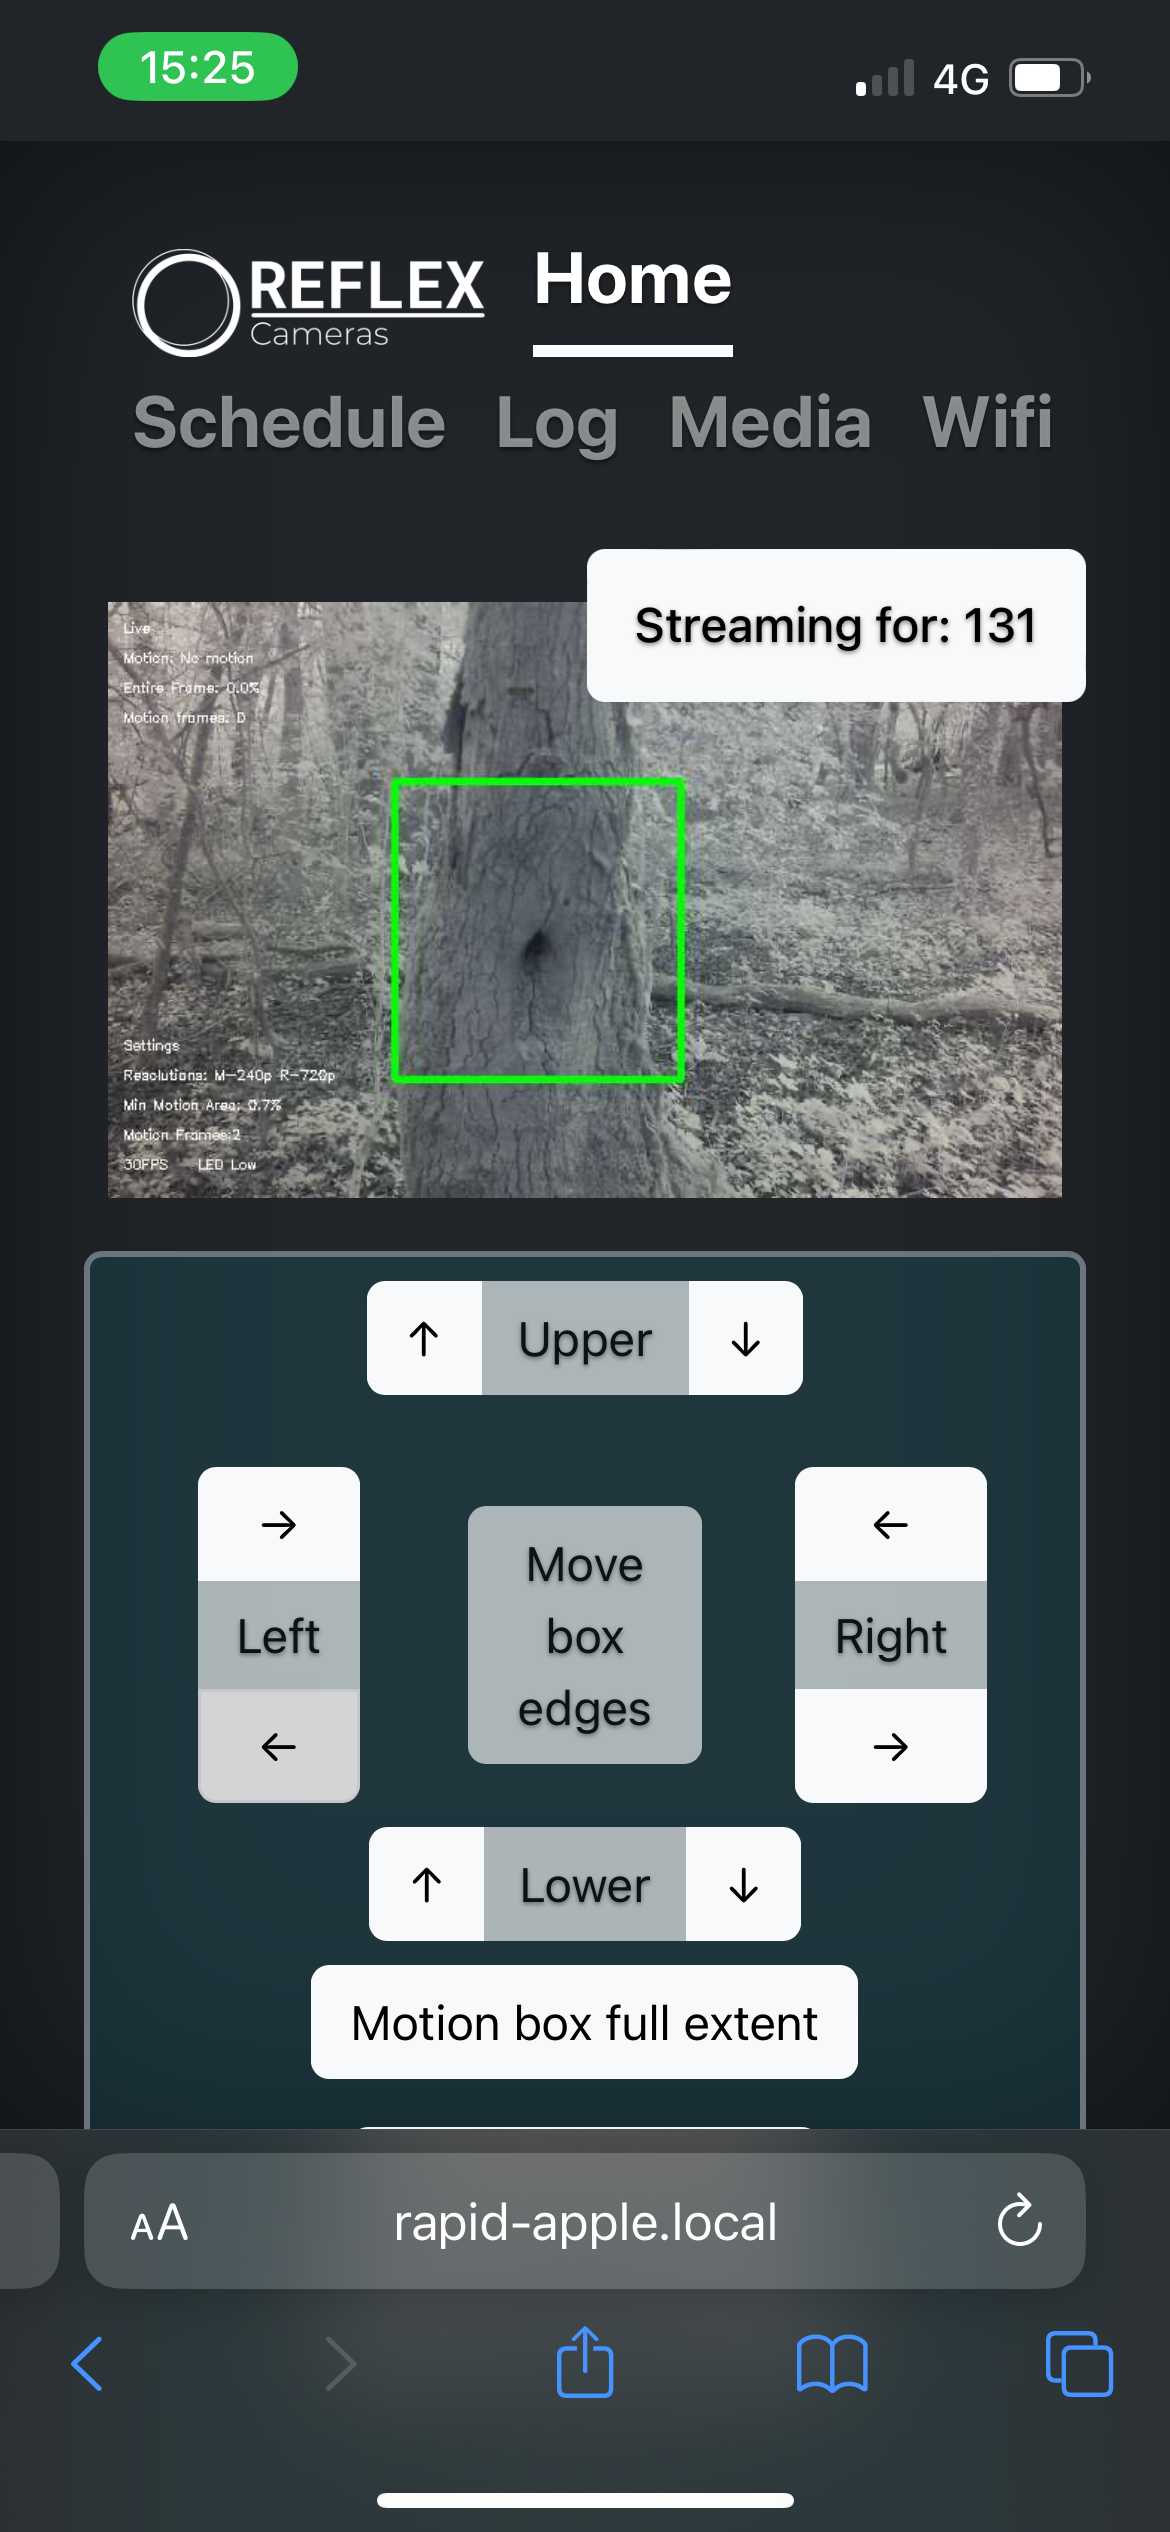 15:25 4G
REFLEX
Cameras
Home
Schedule Log Media Wifi
Streaming for: 131
Live
Motion: No motion
Entire Frame: 0.0%
Motion frames: 0
Settings
Resolutions: M-240p R-720p
Min Motion Area: 0.7%
Motion Frames:2
30FPS LED Low
↑ Upper ↓
→ ←
Left
Move
box
edges
Right
← →
↑ Lower ↓
Motion box full extent
AA rapid-apple.local